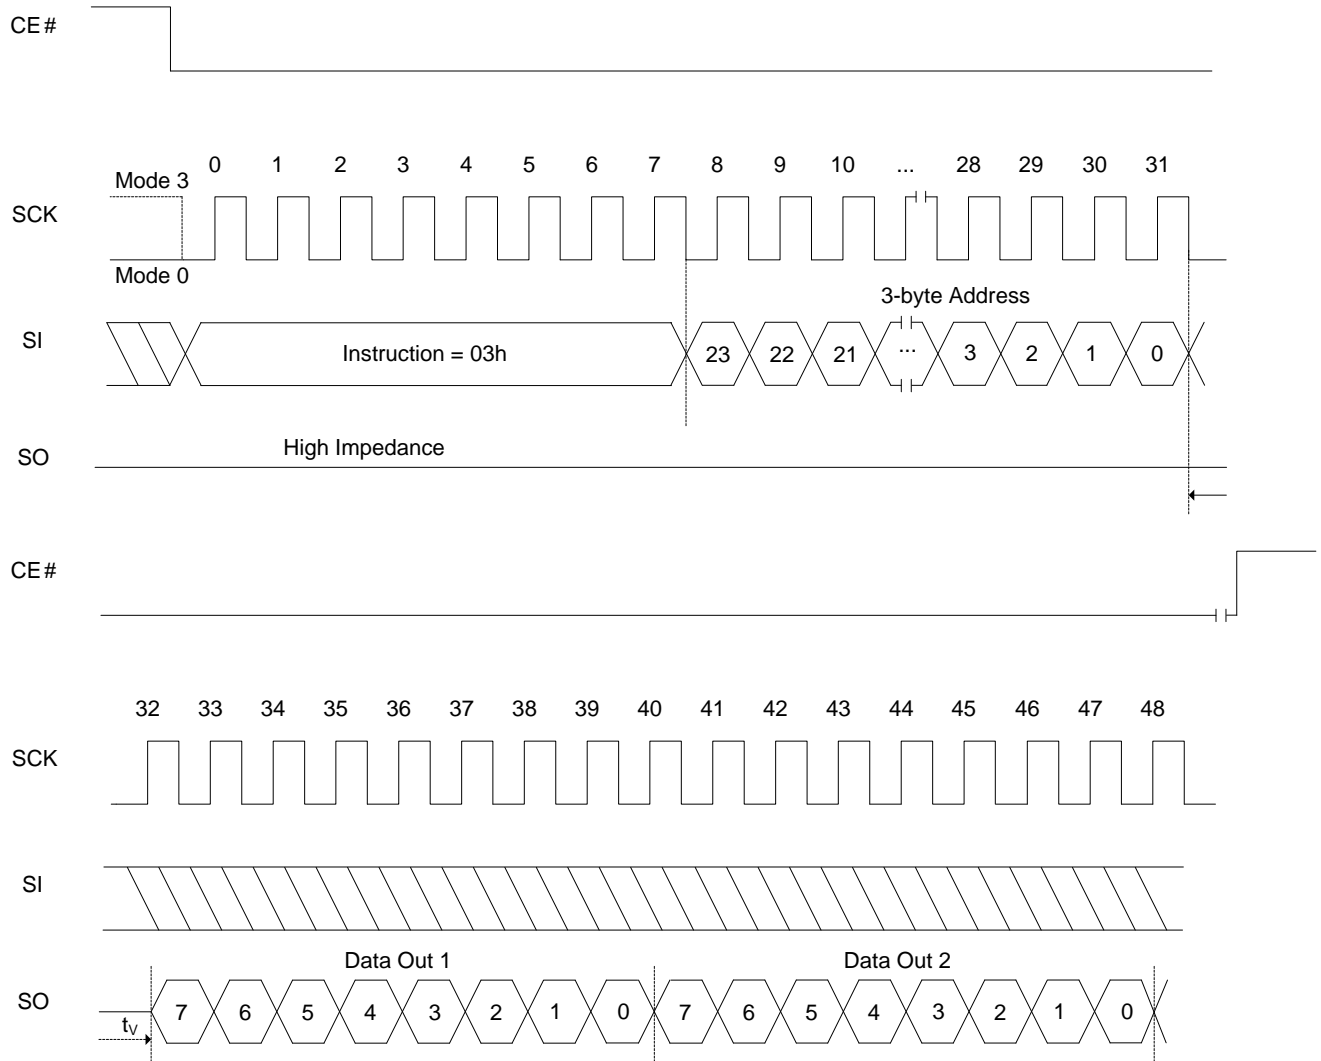 CE#
0 1 2 3 4 5 6 7 8 9 10 ... 28 29 30 31
Mode 3
SCK
Mode 0
3-byte Address
SI
Instruction = 03h
23 22 21 ... 3 2 1 0
High Impedance
SO
CE#
32 33 34 35 36 37 38 39 40 41 42 43 44 45 46 47 48
SCK
SI
Data Out 1 Data Out 2
SO
7 6 5 4 3 2 1 0 7 6 5 4 3 2 1 0
tV